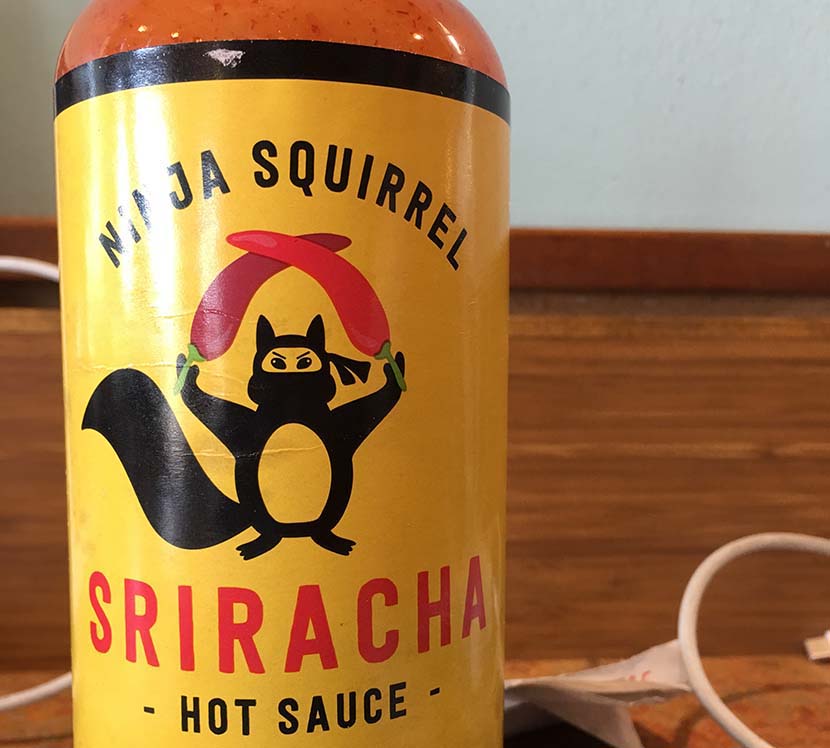 NINJA SQUIRREL
SRIRACHA
- HOT SAUCE -